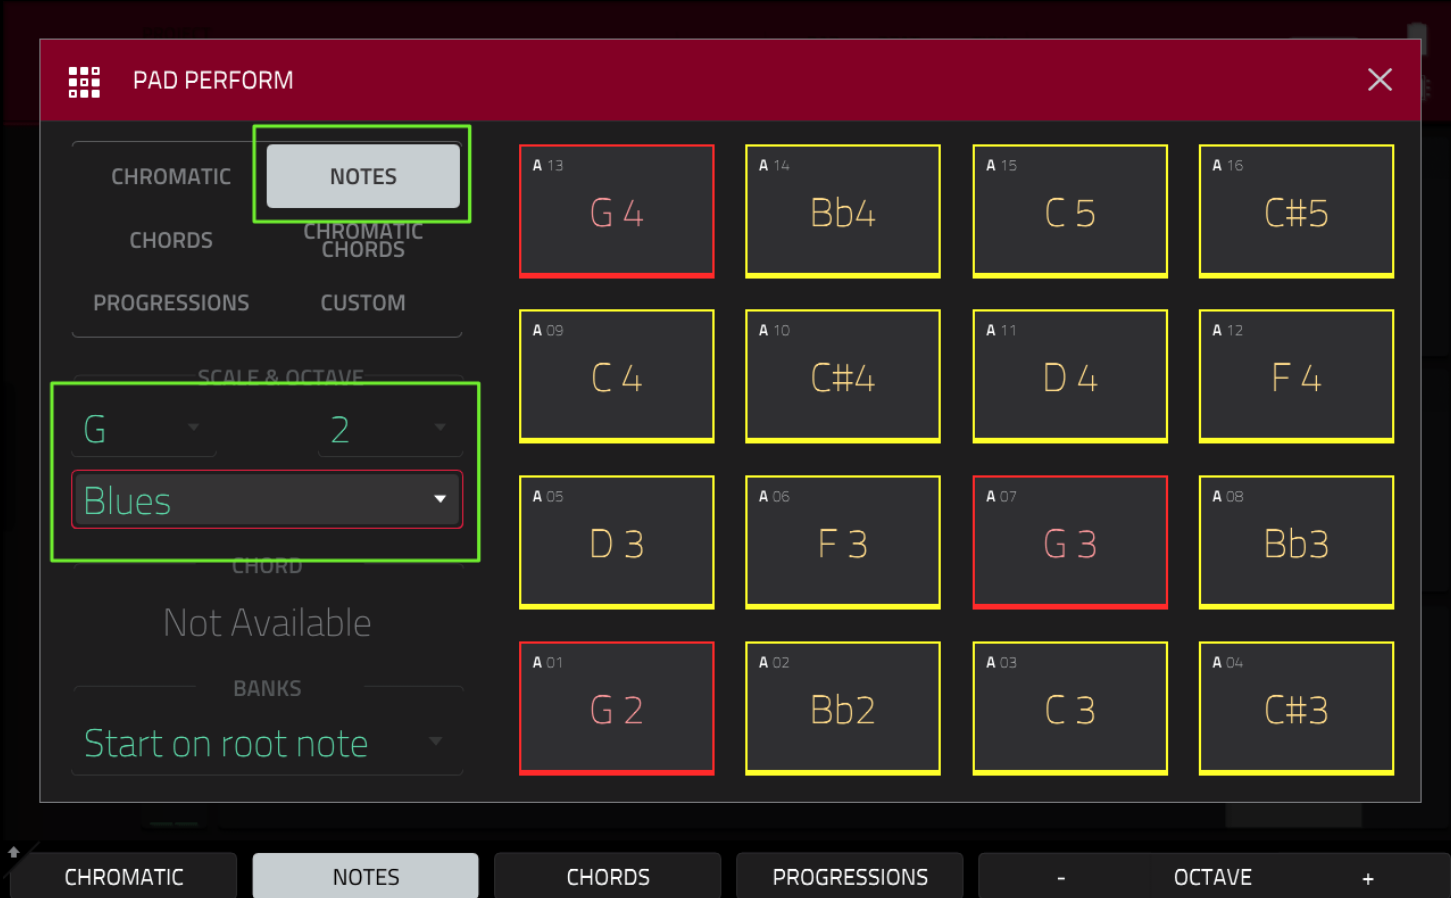 PAD PERFORM
CHROMATIC
NOTES
CHORDS
CHROMATIC
CHORDS
PROGRESSIONS
CUSTOM
SCALE & OCTAVE
G
2
Blues
CHORD
Not Available
BANKS
Start on root note
A 13
G 4
A 14
Bb4
A 15
C 5
A 16
C#5
A 09
C 4
A 10
C#4
A 11
D 4
A 12
F 4
A 05
D 3
A 06
F 3
A 07
G 3
A 08
Bb3
A 01
G 2
A 02
Bb2
A 03
C 3
A 04
C#3
CHROMATIC
NOTES
CHORDS
PROGRESSIONS
- OCTAVE +